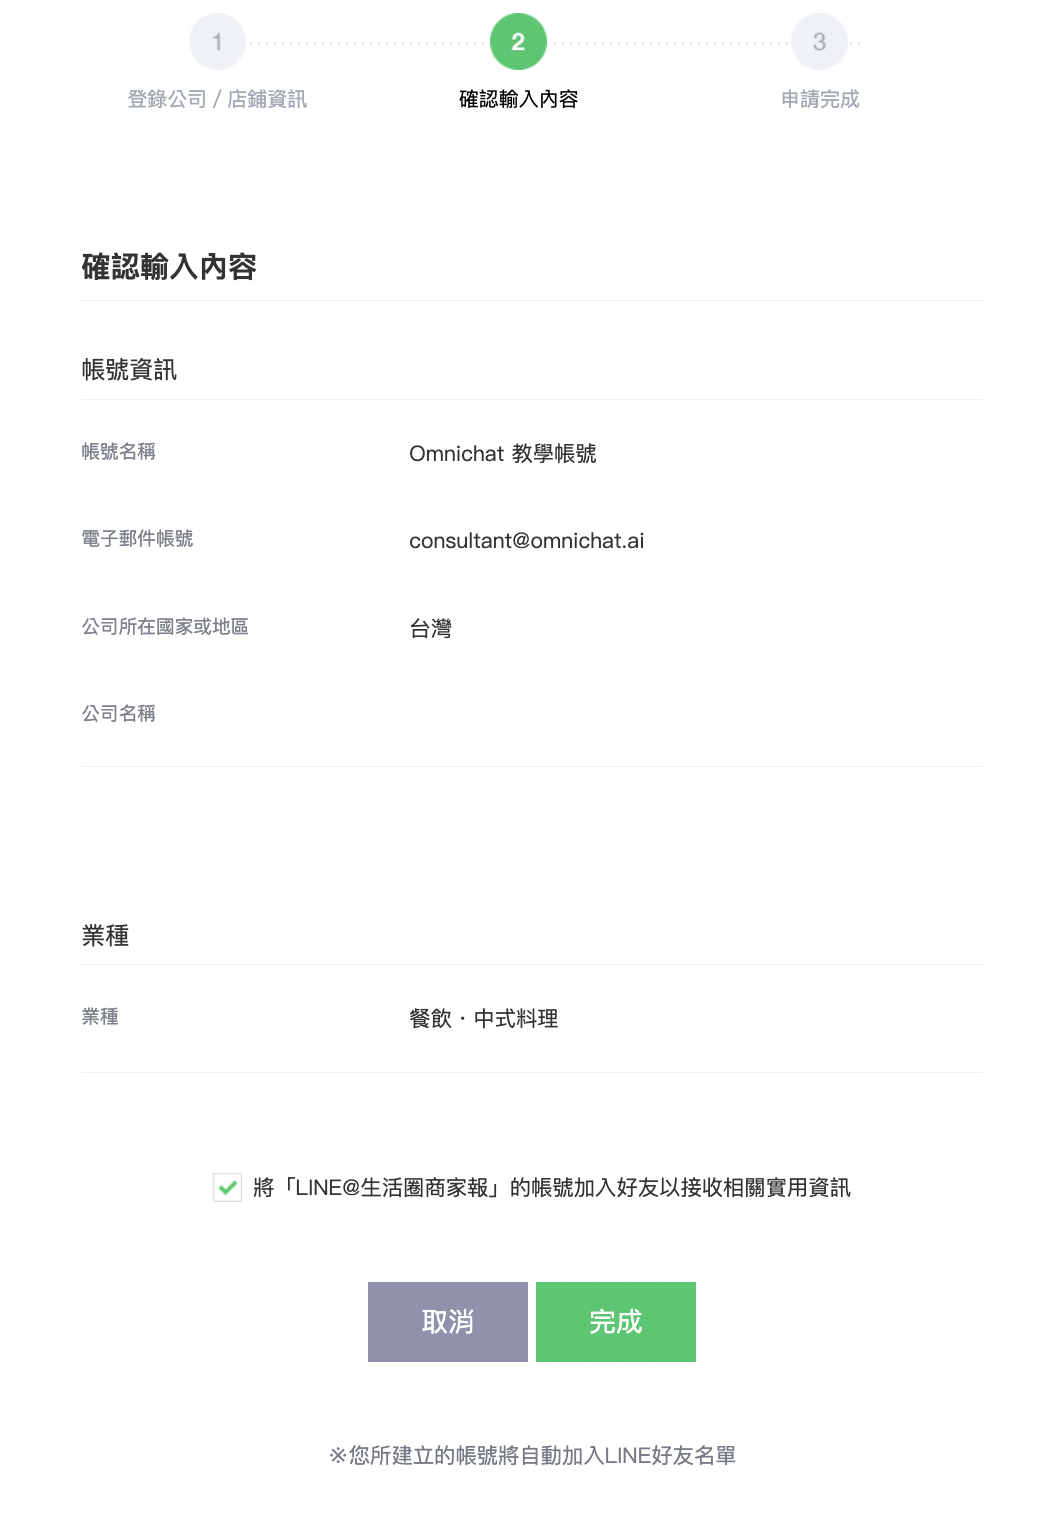 1
2
3
登錄公司 / 店鋪資訊
確認輸入內容
申請完成
確認輸入內容
帳號資訊
帳號名稱
Omnichat 教學帳號
電子郵件帳號
consultant@omnichat.ai
公司所在國家或地區
台灣
公司名稱
業種
業種
餐飲・中式料理
將「LINE@生活圈商家報」的帳號加入好友以接收相關實用資訊
取消
完成
※您所建立的帳號將自動加入LINE好友名單